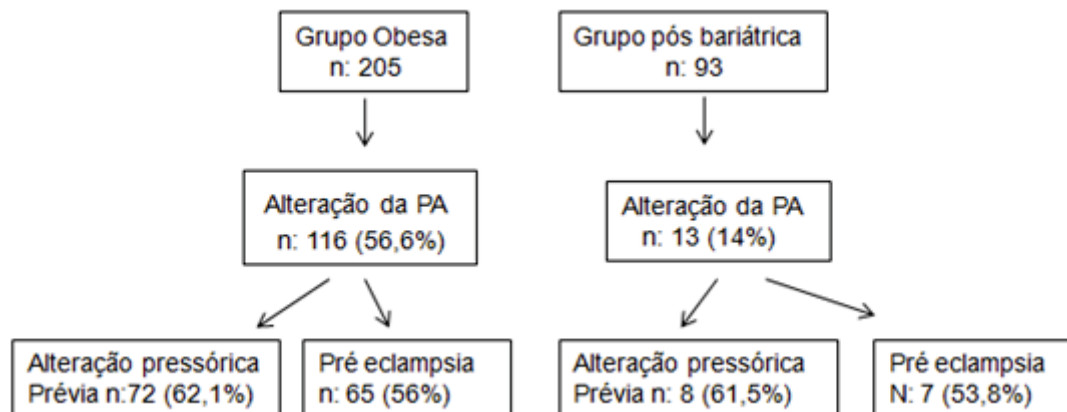 Grupo Obesa
n: 205
Grupo pós bariátrica
n: 93
Alteração da PA
n: 116 (56,6%)
Alteração da PA
n: 13 (14%)
Alteração pressórica
Prévia n:72 (62,1%)
Pré eclampsia
n: 65 (56%)
Alteração pressórica
Prévia n: 8 (61,5%)
Pré eclampsia
N: 7 (53,8%)